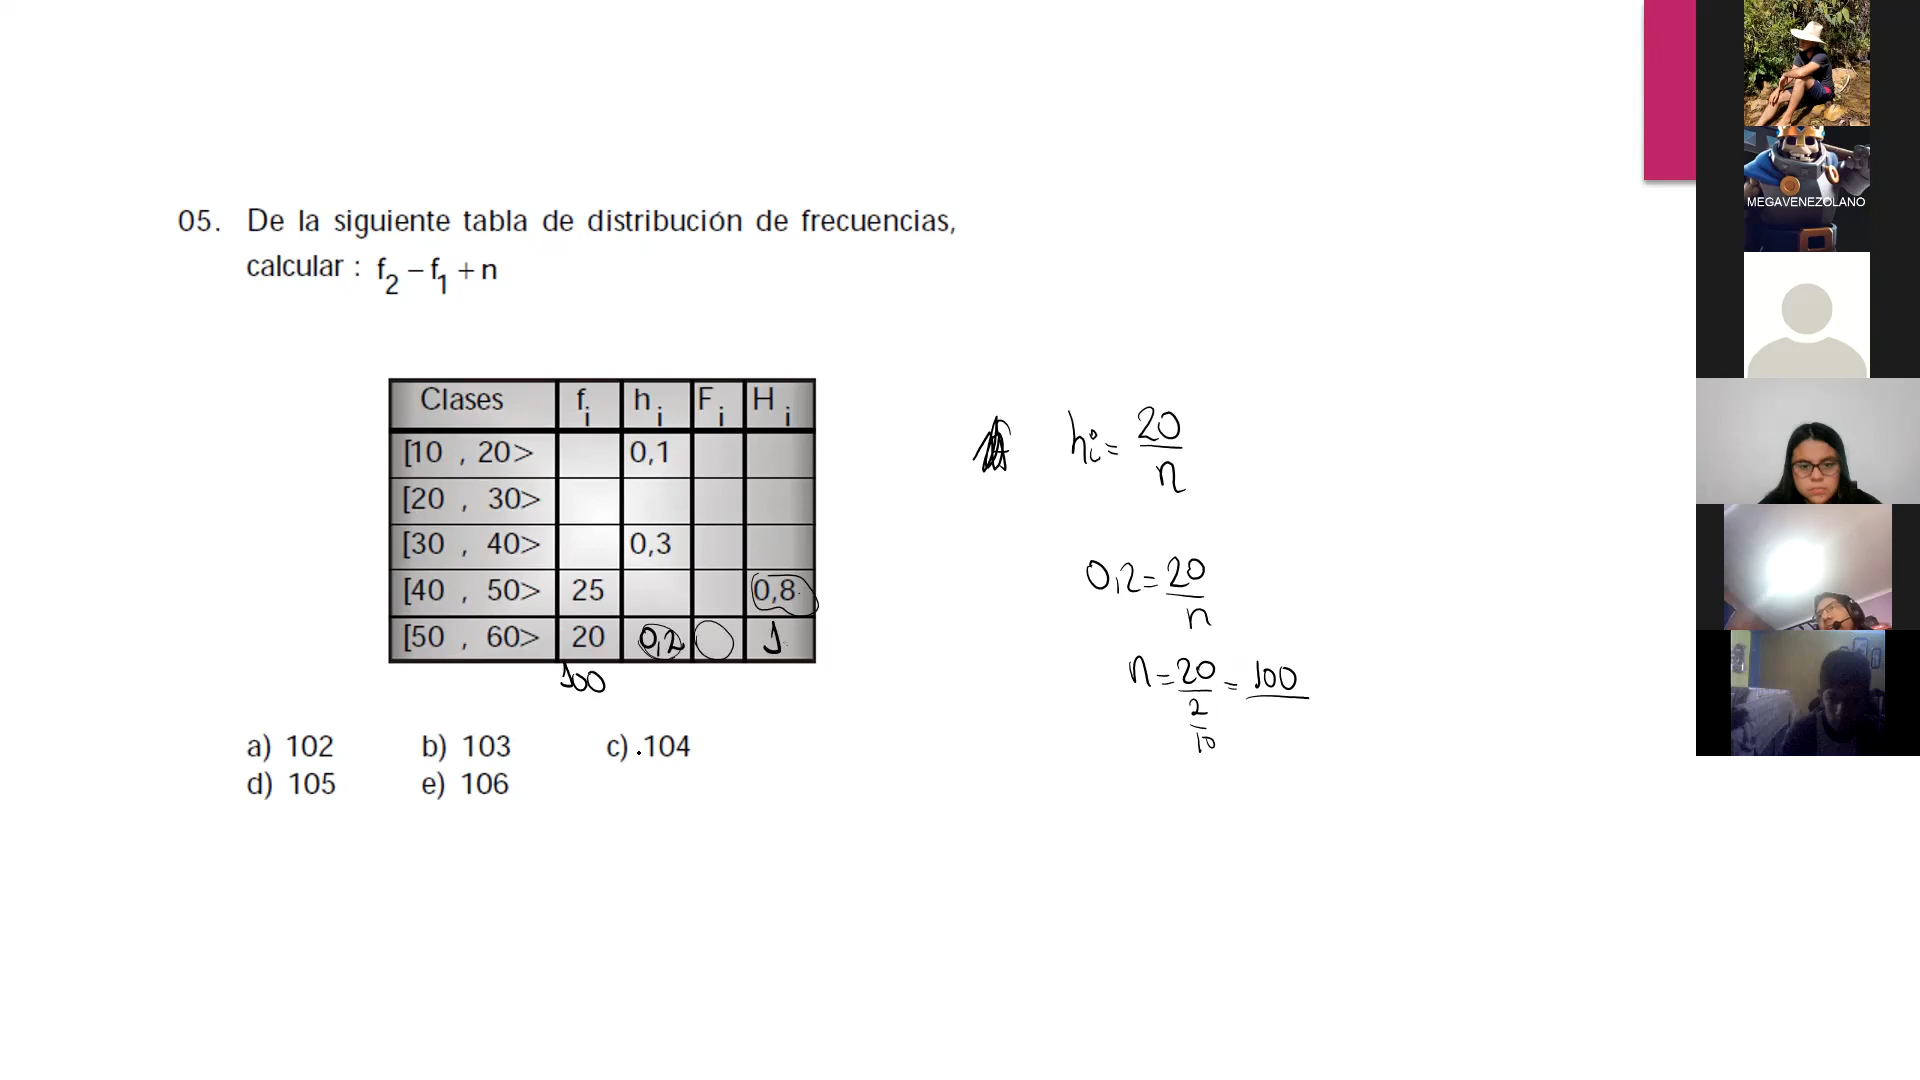 05. De la siguiente tabla de distribución de frecuencias,
calcular : f2 − f1 + n
Clases fi hi Fi Hi
[10 , 20> 0,1
[20 , 30>
[30 , 40> 0,3
[40 , 50> 25 0,8
[50 , 60> 20 0,2 1
100
a) 102 b) 103 c) .104
d) 105 e) 106
hi = 20/n
0,2 = 20/n
n = 20/(2/10) = 100
MEGAVENEZOLANO